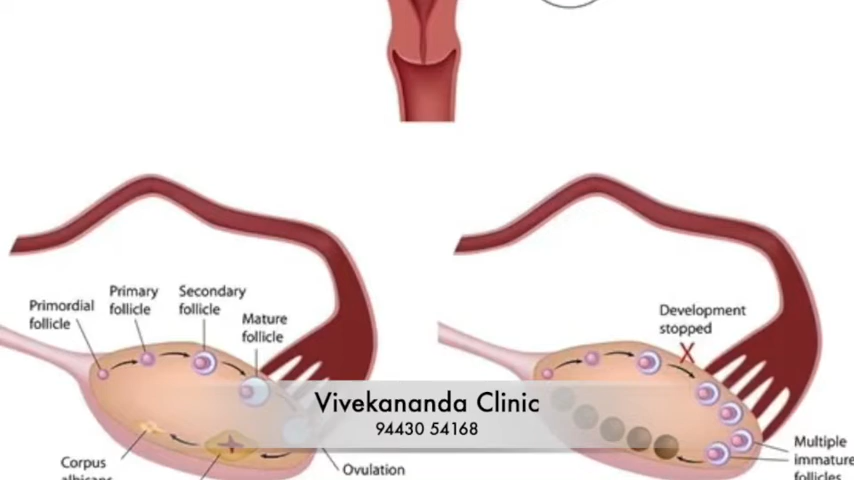 Primordial
follicle
Primary
follicle
Secondary
follicle
Mature
follicle
Development
stopped
X
Vivekananda Clinic
94430 54168
Corpus
albicans
Ovulation
Multiple
immature
follicles